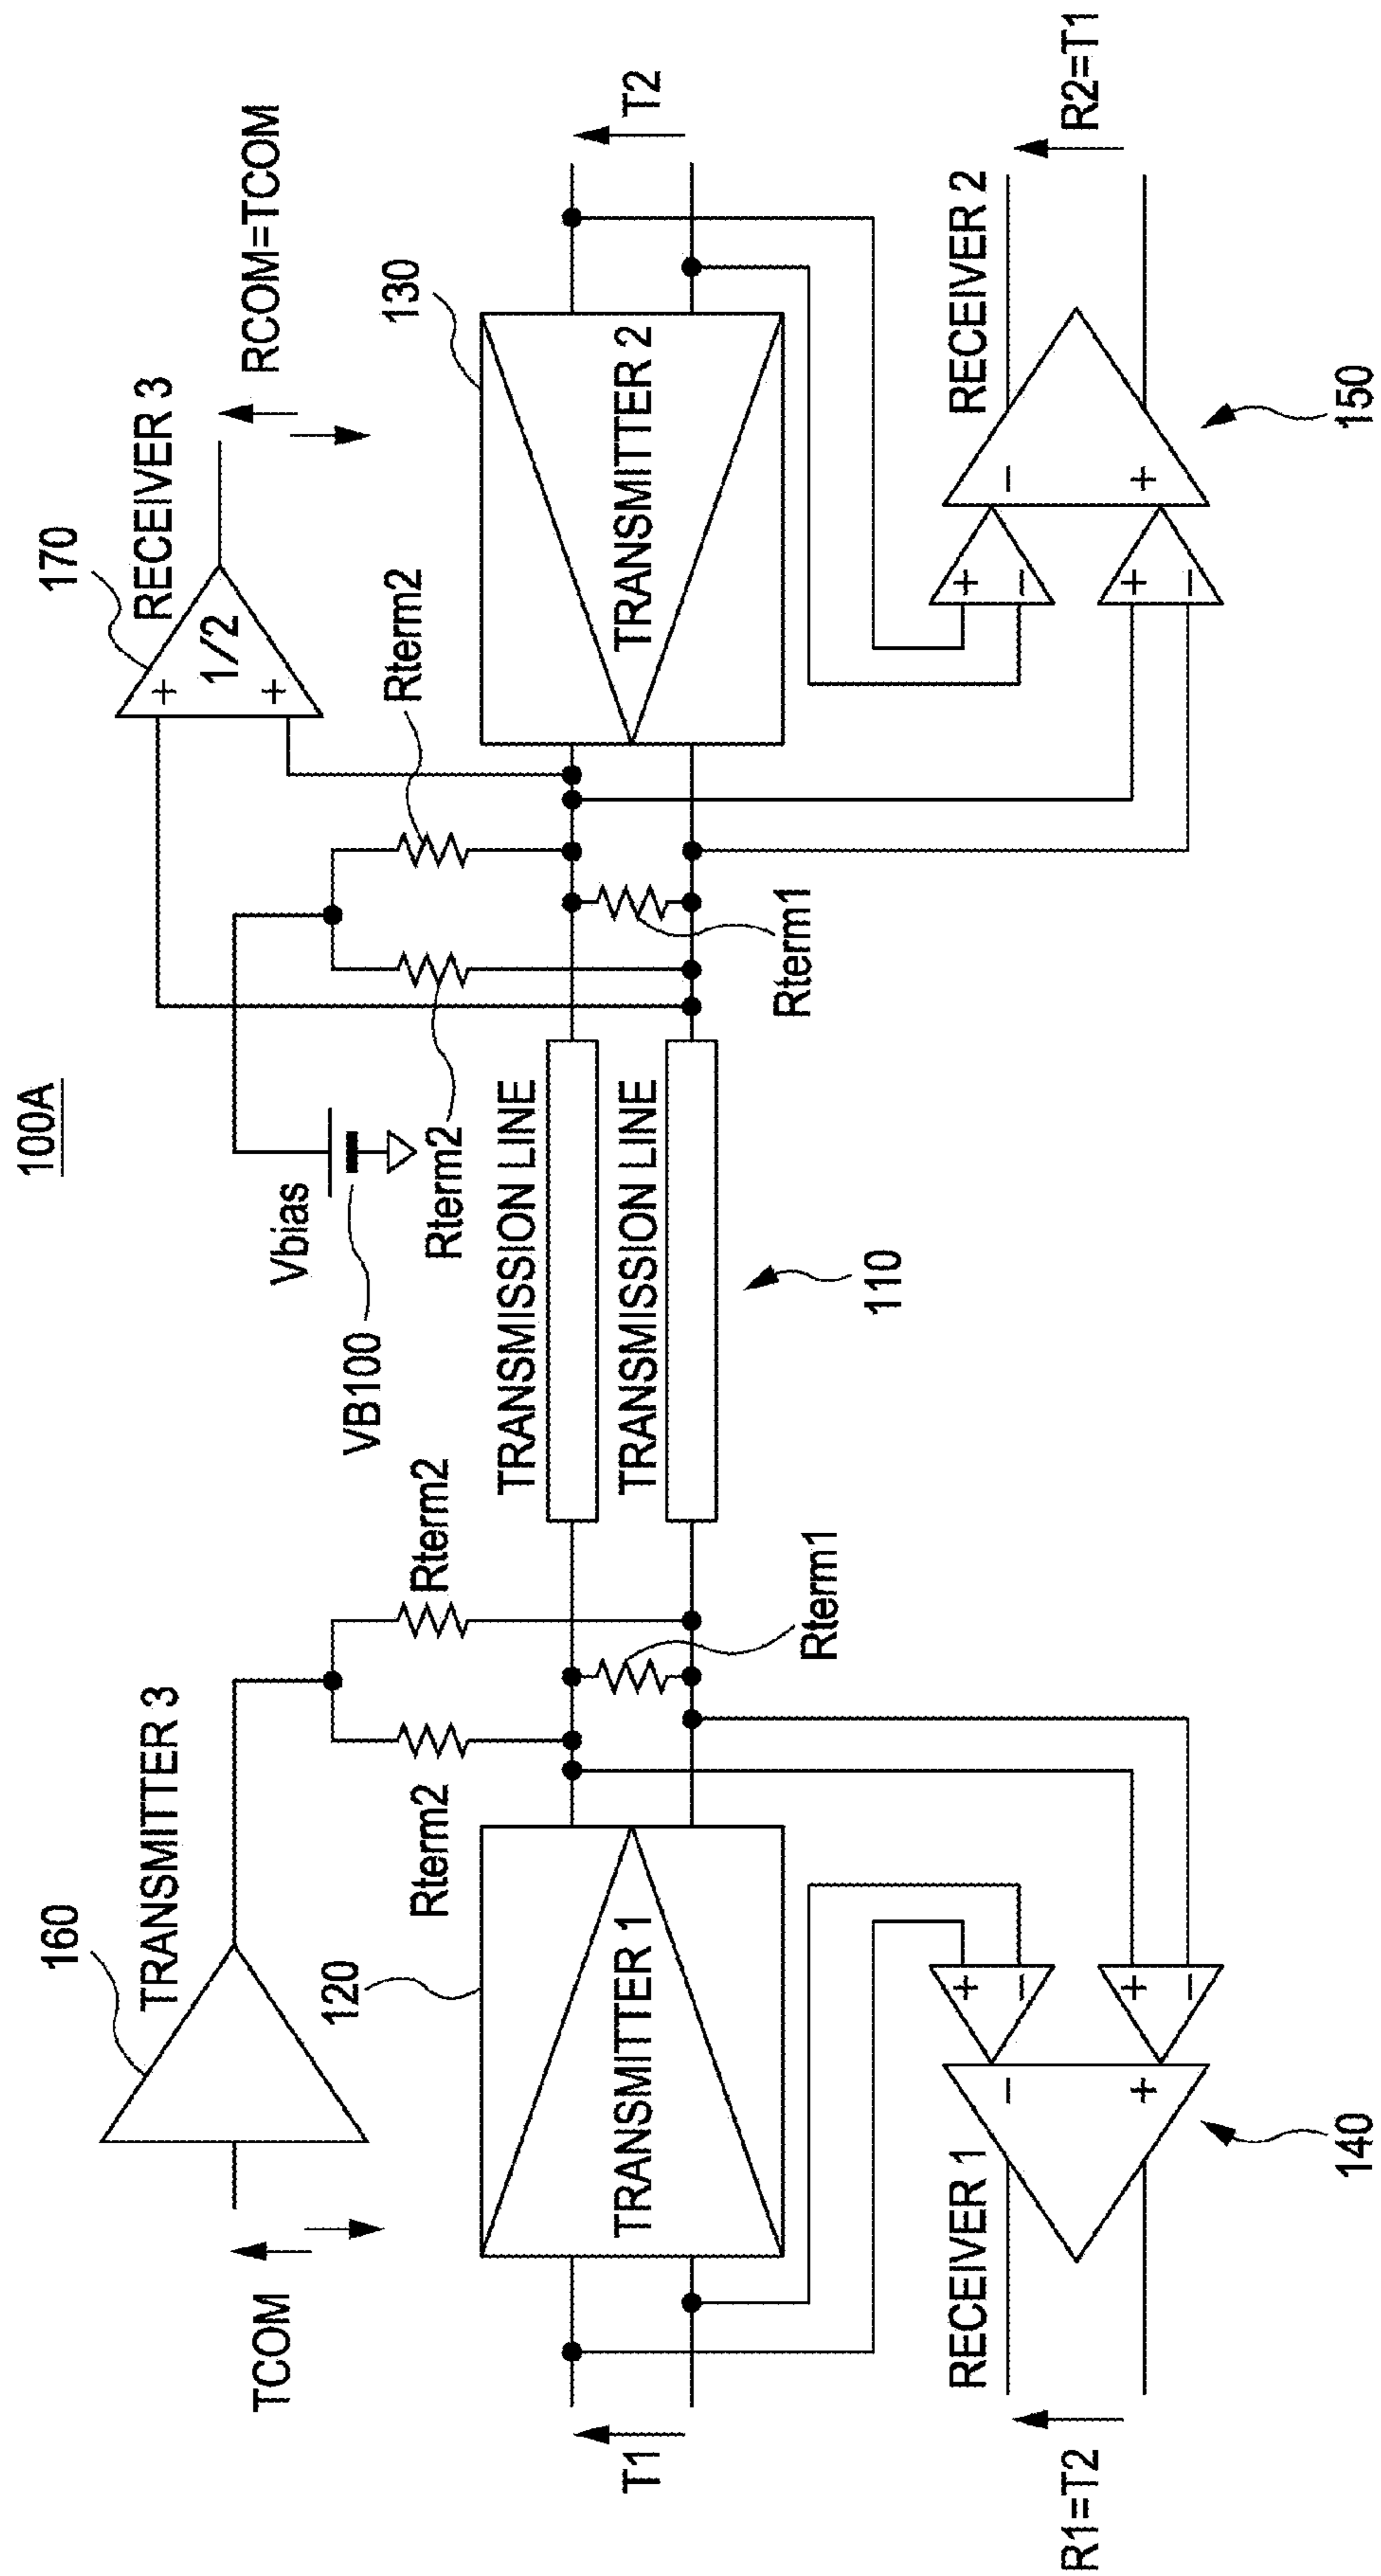 100A
160
TRANSMITTER 3
TCOM
Vbias
VB100
170
RECEIVER 3
1/2
+
+
RCOM=TCOM
Rterm2
Rterm2
Rterm2
Rterm2
120
TRANSMITTER 1
T1
Rterm1
TRANSMISSION LINE
TRANSMISSION LINE
110
Rterm1
130
TRANSMITTER 2
T2
RECEIVER 1
R1=T2
140
−
+
+
−
+
−
RECEIVER 2
R2=T1
150
+
−
+
−
−
+